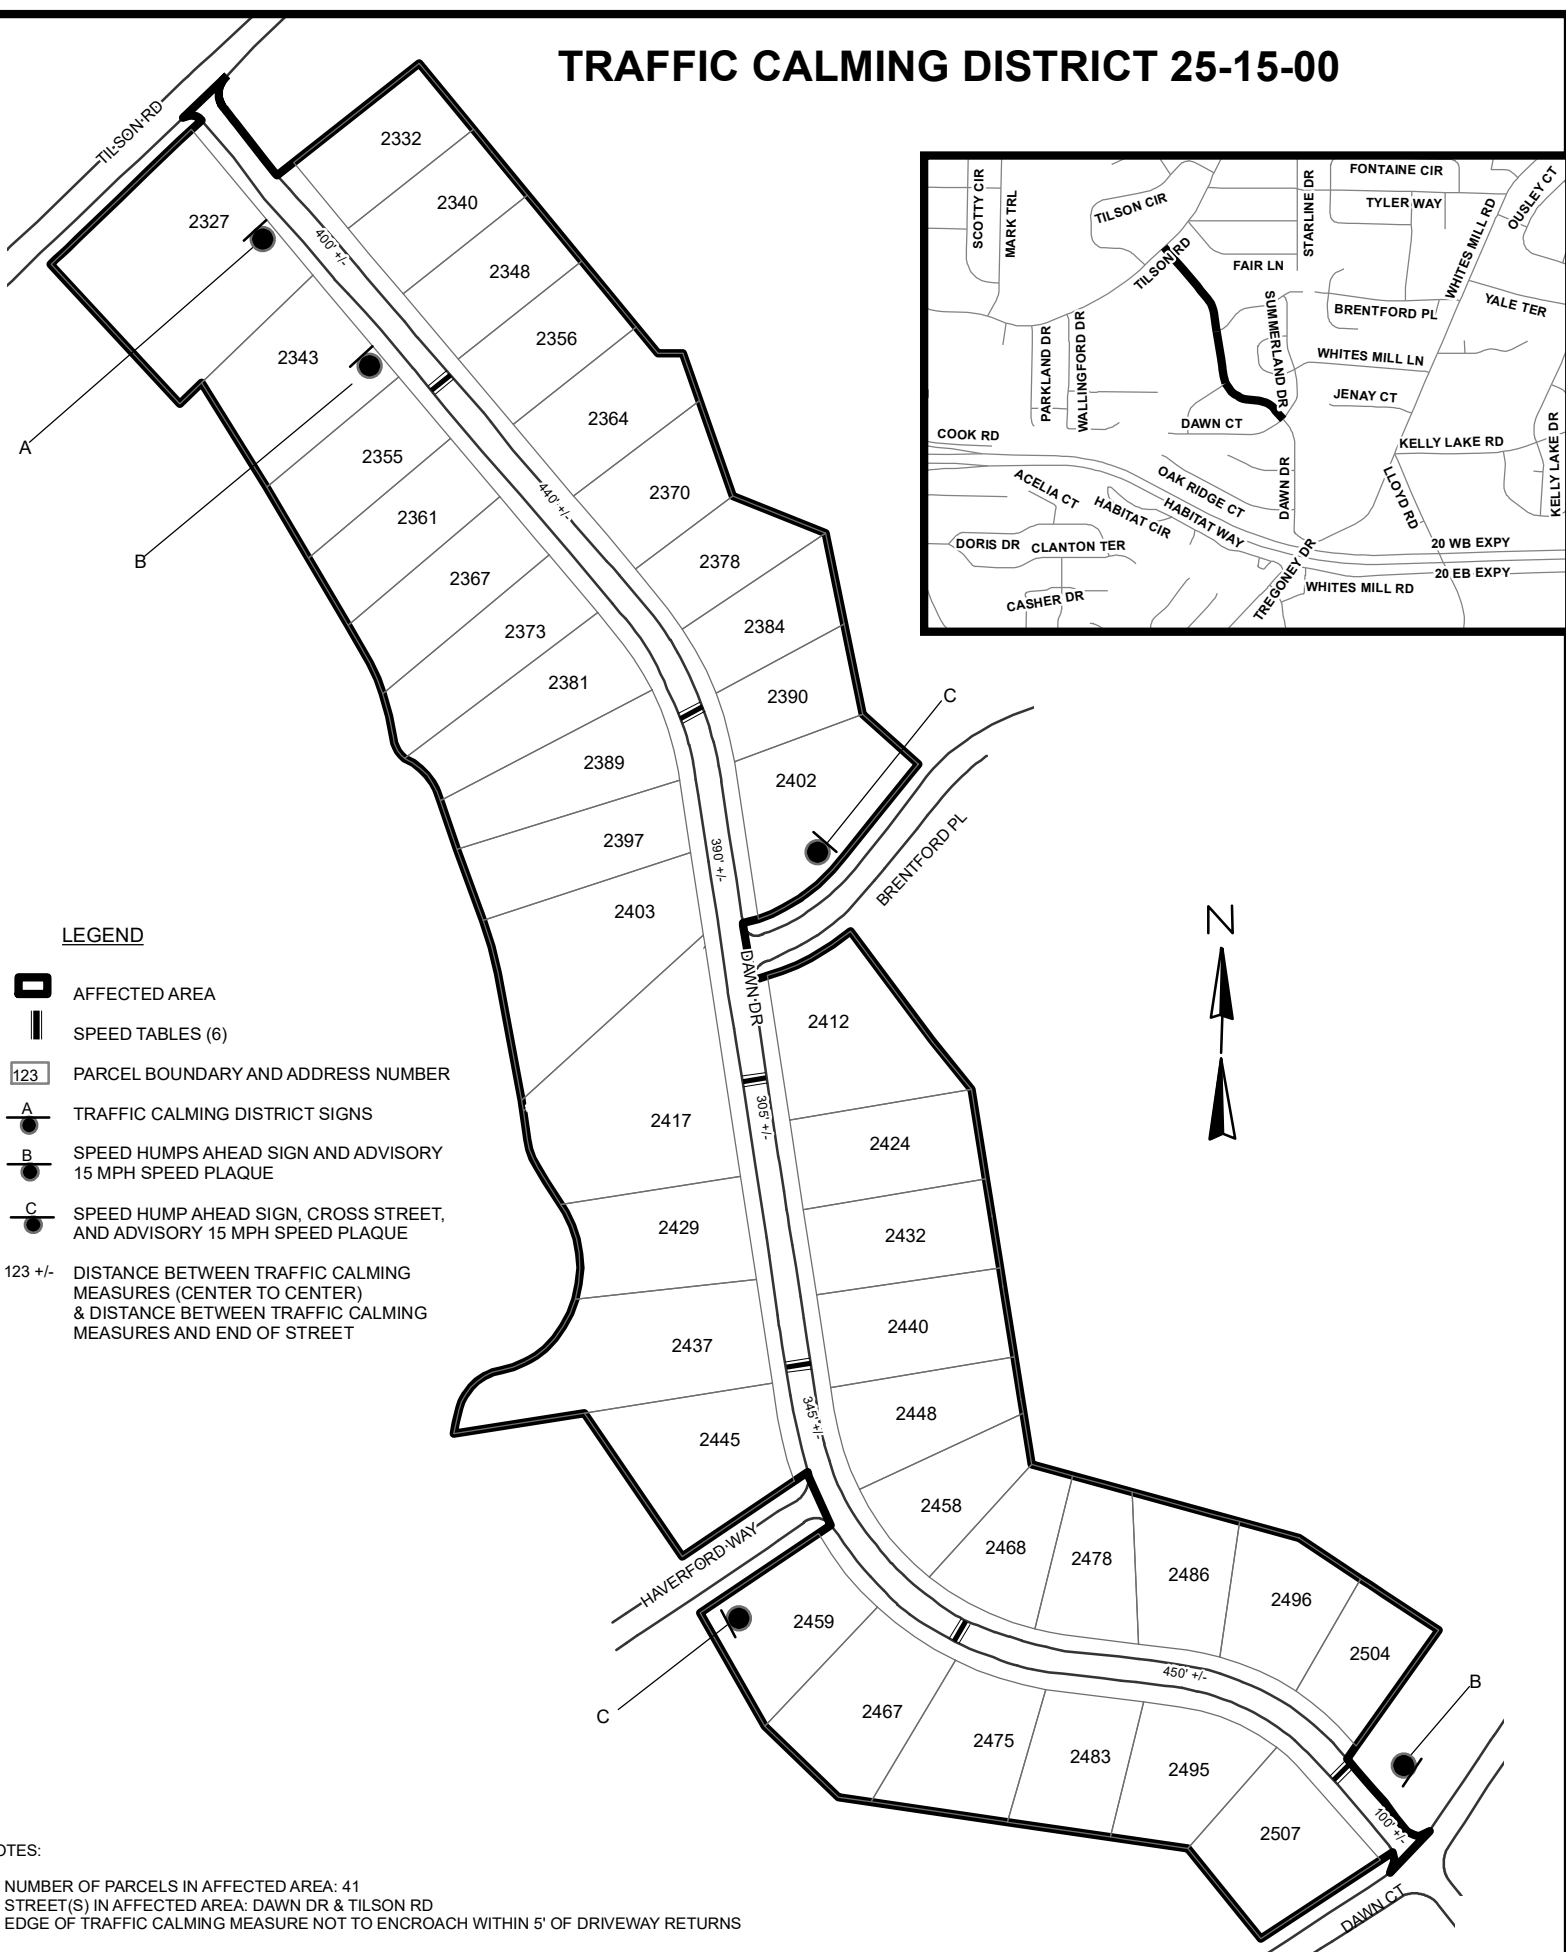 TRAFFIC CALMING DISTRICT 25-15-00
TILSON RD
2332
2327
2340
400' +/-
2348
2343
2356
A
2364
2355
B
2370
440' +/-
2361
2378
2367
2384
2373
2381
2390
C
2389
2402
2397
390' +/-
BRENTFORD PL
2403
DAWN DR
2412
2417
305' +/-
2424
2429
2432
2437
2440
345' +/-
2448
2445
2458
HAVERFORD WAY
2468
2478
2486
2496
2459
2504
450' +/-
C
2467
2475
2483
2495
B
2507
100' +/-
DAWN CT
SCOTTY CIR
MARK TRL
TILSON CIR
STARLINE DR
FONTAINE CIR
TYLER WAY
OUSLEY CT
WHITES MILL RD
TILSON RD
FAIR LN
SUMMERLAND DR
BRENTFORD PL
YALE TER
PARKLAND DR
WALLINGFORD DR
WHITES MILL LN
JENAY CT
DAWN CT
COOK RD
KELLY LAKE RD
KELLY LAKE DR
ACELIA CT
OAK RIDGE CT
DAWN DR
LLOYD RD
HABITAT CIR
HABITAT WAY
DORIS DR
CLANTON TER
20 WB EXPY
20 EB EXPY
CASHER DR
TREGONEY DR
WHITES MILL RD
N
LEGEND
AFFECTED AREA
SPEED TABLES (6)
123 PARCEL BOUNDARY AND ADDRESS NUMBER
A TRAFFIC CALMING DISTRICT SIGNS
B SPEED HUMPS AHEAD SIGN AND ADVISORY
15 MPH SPEED PLAQUE
C SPEED HUMP AHEAD SIGN, CROSS STREET,
AND ADVISORY 15 MPH SPEED PLAQUE
123 +/- DISTANCE BETWEEN TRAFFIC CALMING
MEASURES (CENTER TO CENTER)
& DISTANCE BETWEEN TRAFFIC CALMING
MEASURES AND END OF STREET
OTES:
NUMBER OF PARCELS IN AFFECTED AREA: 41
STREET(S) IN AFFECTED AREA: DAWN DR & TILSON RD
EDGE OF TRAFFIC CALMING MEASURE NOT TO ENCROACH WITHIN 5' OF DRIVEWAY RETURNS